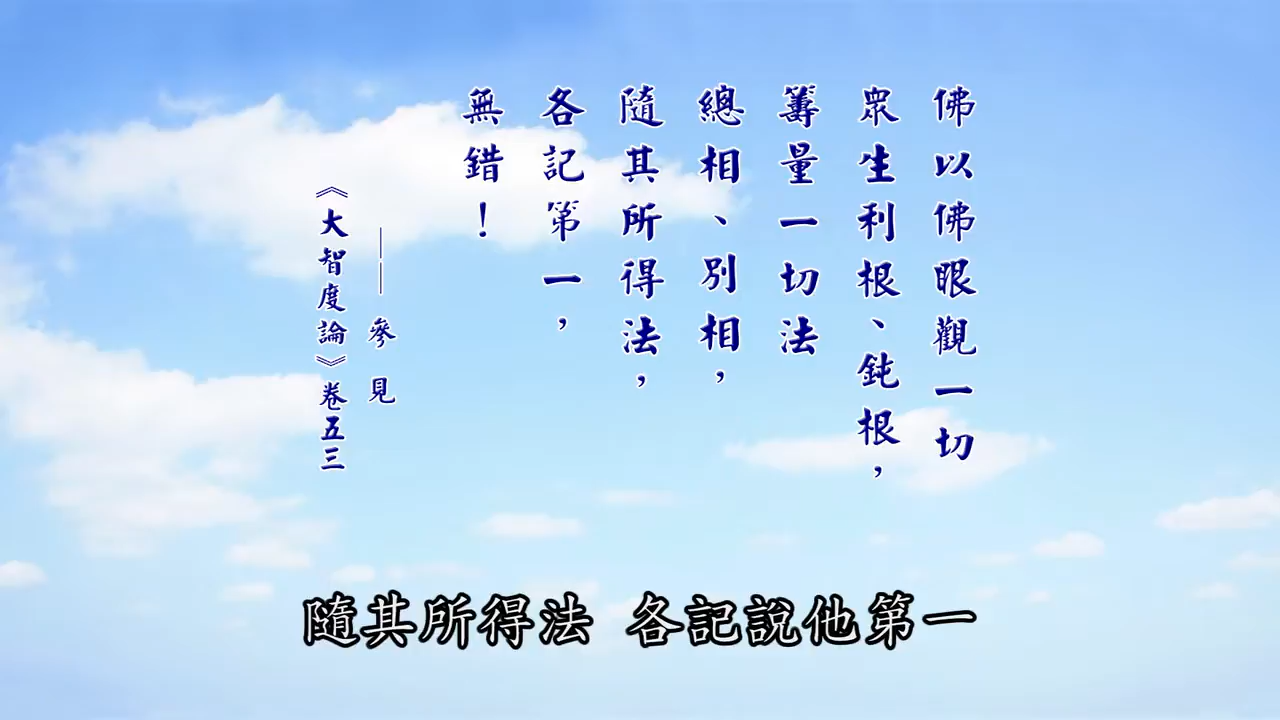 佛以佛眼觀一切
眾生利根、鈍根，
籌量一切法
總相、別相，
隨其所得法，
各記第一，
無錯！
——參見
《大智度論》卷五三
隨其所得法 各記說他第一